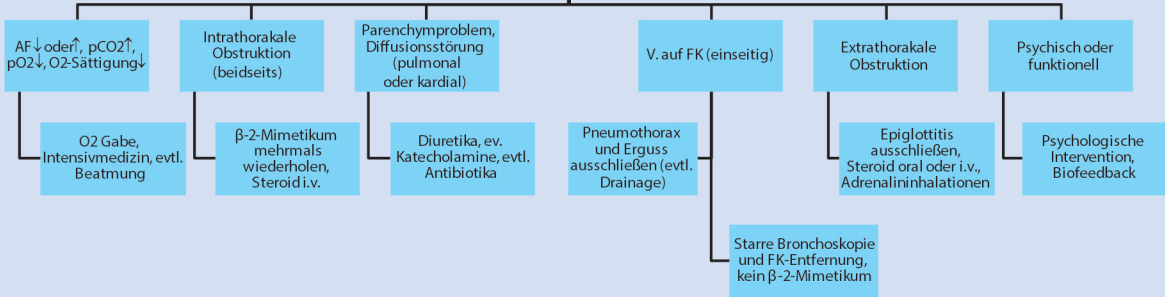 AF↓oder↑, pCO2↑,
pO2↓, O2-Sättigung↓
Intrathorakale
Obstruktion
(beidseits)
Parenchymproblem,
Diffusionsstörung
(pulmonal
oder kardial)
V. auf FK (einseitig)
Extrathorakale
Obstruktion
Psychisch oder
funktionell
O2 Gabe,
Intensivmedizin, evtl.
Beatmung
β-2-Mimetikum
mehrmals
wiederholen,
Steroid i.v.
Diuretika, ev.
Katecholamine, evtl.
Antibiotika
Pneumothorax
und Erguss
ausschließen (evtl.
Drainage)
Epiglottitis
ausschließen,
Steroid oral oder i.v.,
Adrenalininhalationen
Psychologische
Intervention,
Biofeedback
Starre Bronchoskopie
und FK-Entfernung,
kein β-2-Mimetikum